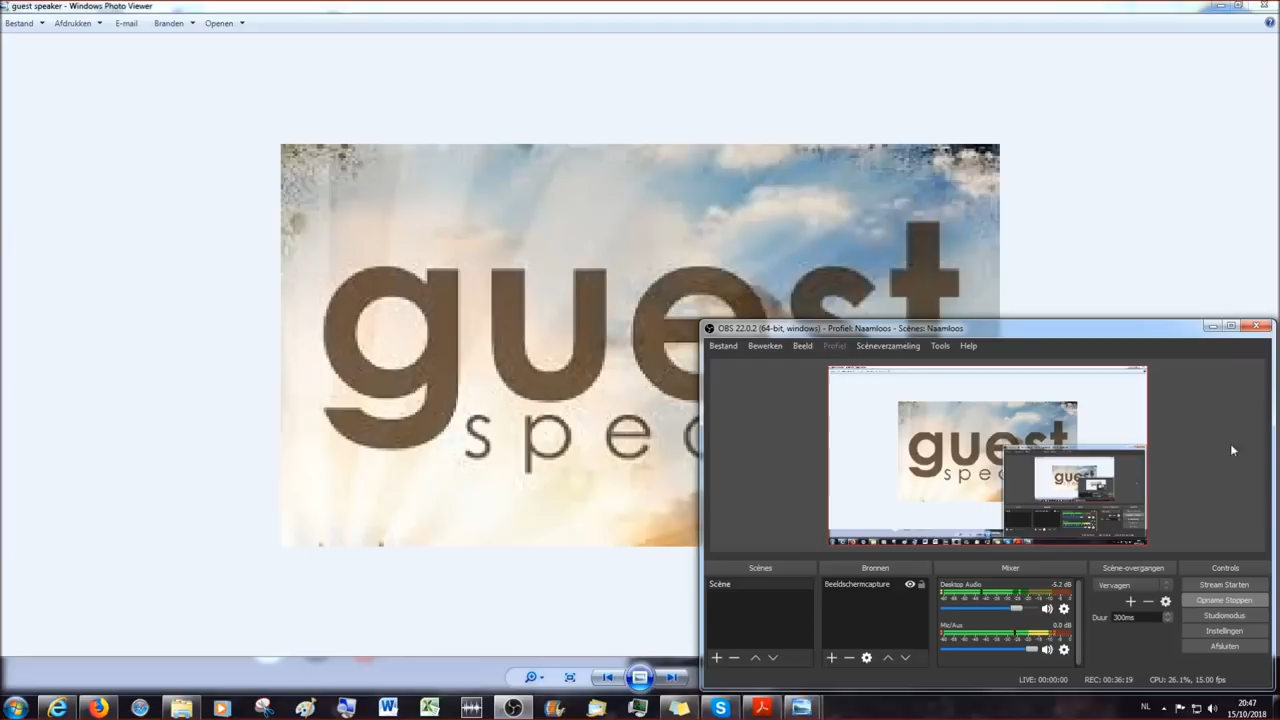 guest speaker - Windows Photo Viewer
Bestand Afdrukken E-mail Branden Openen
guest
spe
OBS 22.0.2 (64-bit, windows) - Profiel: Naamloos - Scènes: Naamloos
Bestand Bewerken Beeld Profiel Scèneverzameling Tools Help
guest
spec
guest
Scènes Bronnen Mixer Scène-overgangen Controls
Scène
Beeldschermcapture
Desktop Audio -5.2 dB
Mic/Aux 0.0 dB
Vervagen
Duur 300ms
Stream Starten
Opname Stoppen
Studiomodus
Instellingen
Afsluiten
LIVE: 00:00:00 REC: 00:36:19 CPU: 26.1%, 15.00 fps
NL
20:47
15/10/2018